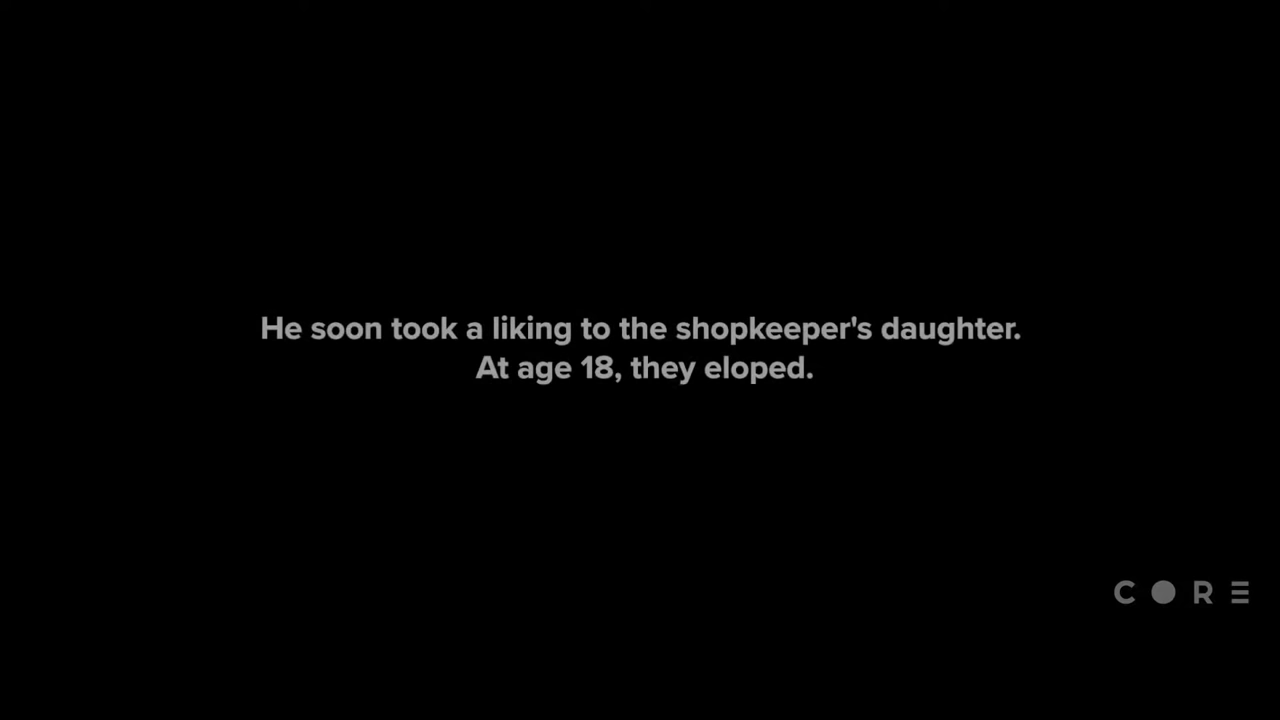 He soon took a liking to the shopkeeper's daughter.
At age 18, they eloped.
CORE